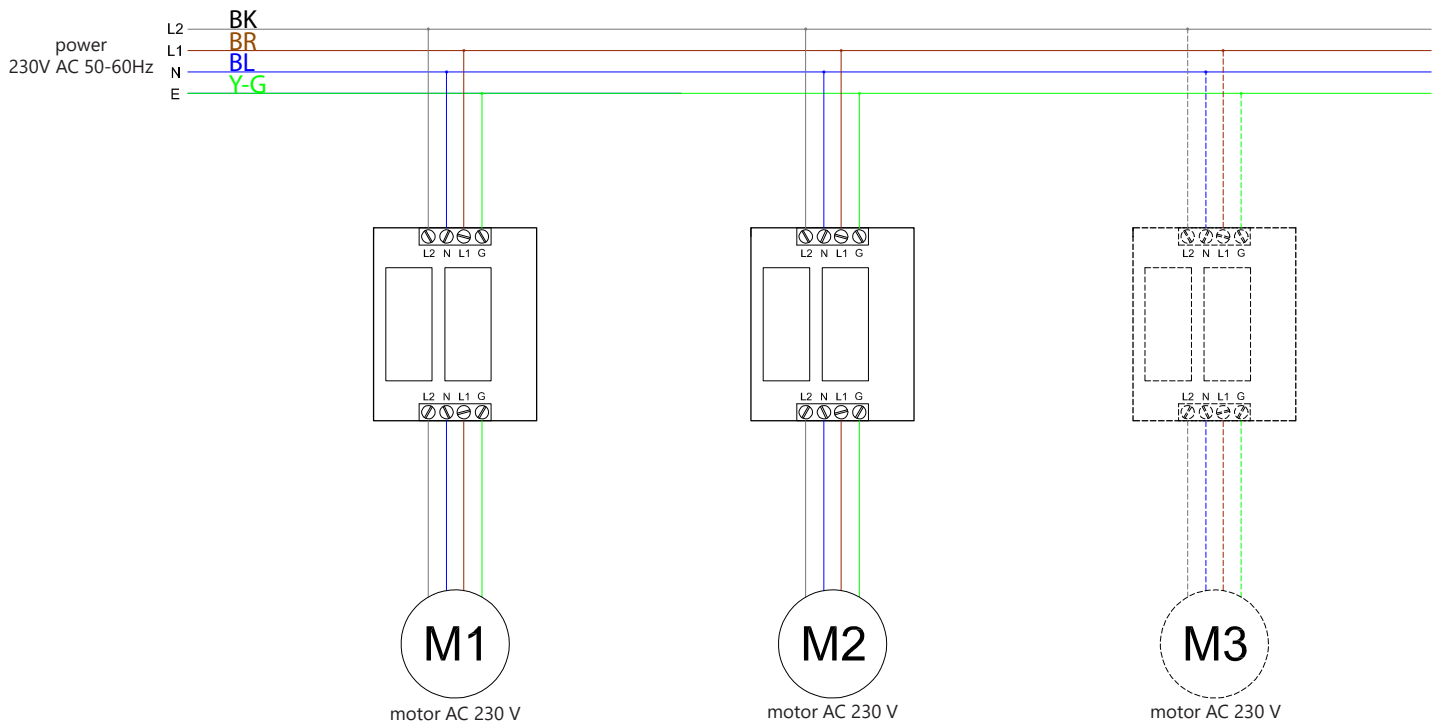 L2 BK
power L1 BR
230V AC 50-60Hz N BL
E Y-G
L2 N L1 G L2 N L1 G L2 N L1 G
L2 N L1 G L2 N L1 G L2 N L1 G
M1 M2 M3
motor AC 230 V motor AC 230 V motor AC 230 V